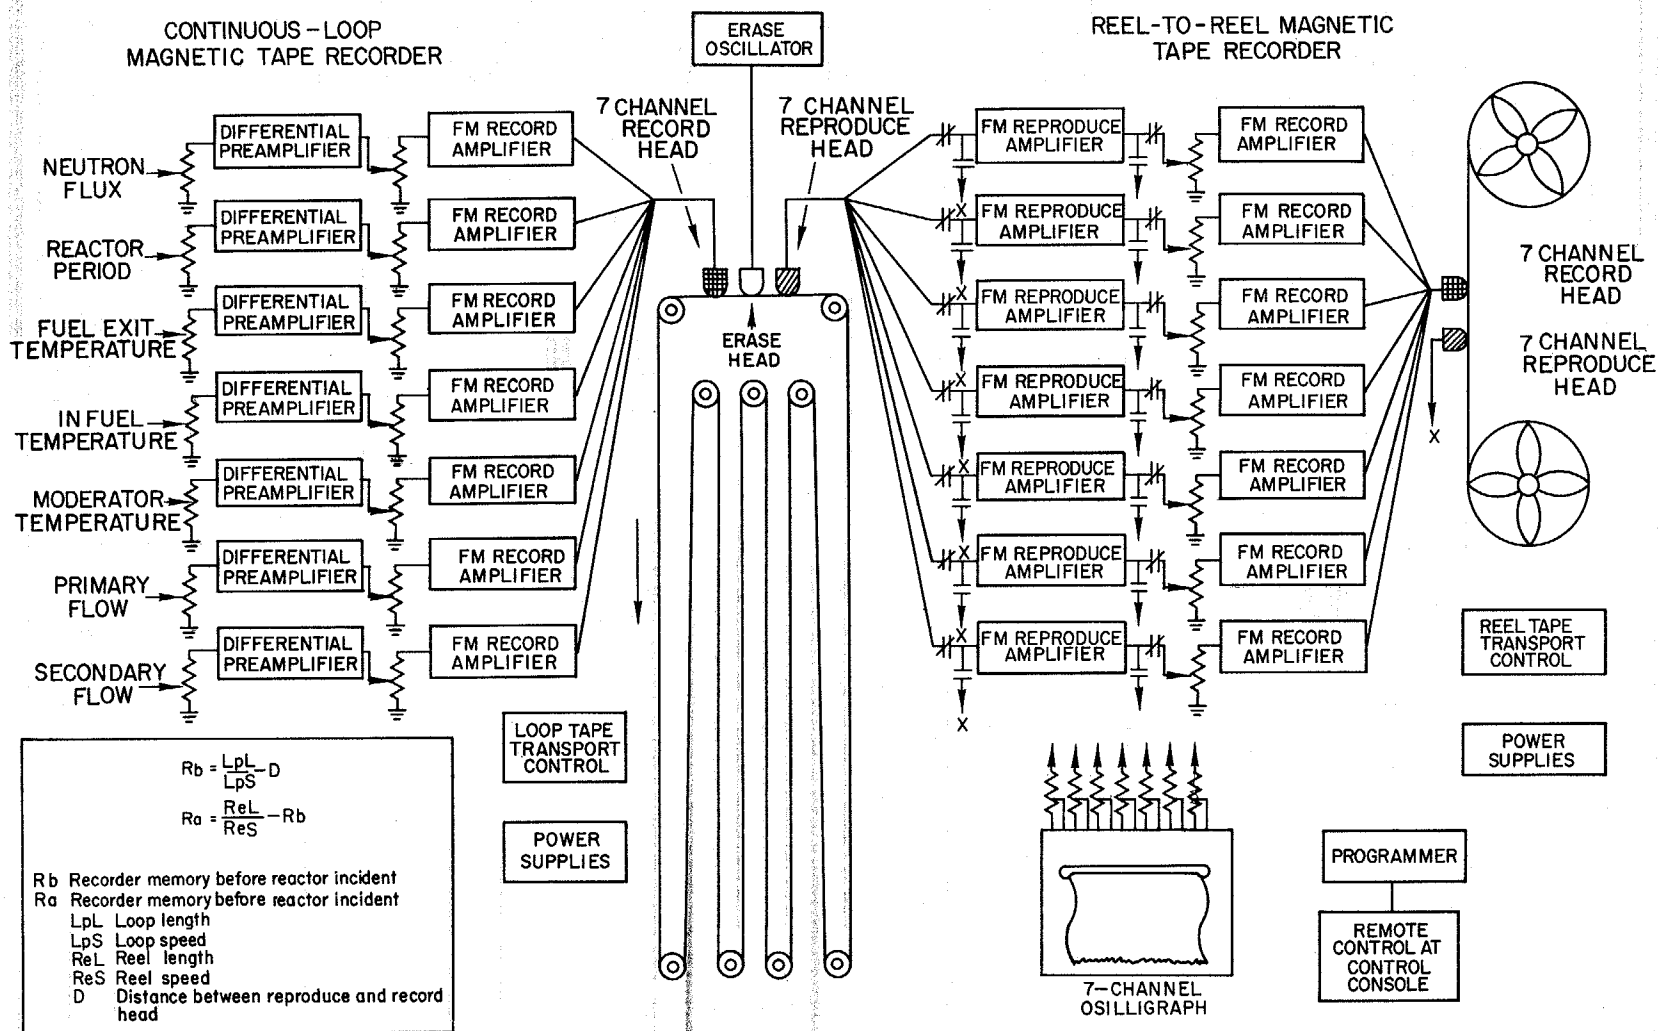 CONTINUOUS-LOOP
MAGNETIC TAPE RECORDER
ERASE
OSCILLATOR
REEL-TO-REEL MAGNETIC
TAPE RECORDER
7 CHANNEL
RECORD
HEAD
7 CHANNEL
REPRODUCE
HEAD
NEUTRON
FLUX
DIFFERENTIAL
PREAMPLIFIER
FM RECORD
AMPLIFIER
FM REPRODUCE
AMPLIFIER
FM RECORD
AMPLIFIER
REACTOR
PERIOD
DIFFERENTIAL
PREAMPLIFIER
FM RECORD
AMPLIFIER
X
FM REPRODUCE
AMPLIFIER
FM RECORD
AMPLIFIER
FUEL EXIT
TEMPERATURE
DIFFERENTIAL
PREAMPLIFIER
FM RECORD
AMPLIFIER
X
FM REPRODUCE
AMPLIFIER
FM RECORD
AMPLIFIER
IN FUEL
TEMPERATURE
DIFFERENTIAL
PREAMPLIFIER
FM RECORD
AMPLIFIER
X
FM REPRODUCE
AMPLIFIER
FM RECORD
AMPLIFIER
MODERATOR
TEMPERATURE
DIFFERENTIAL
PREAMPLIFIER
FM RECORD
AMPLIFIER
X
FM REPRODUCE
AMPLIFIER
FM RECORD
AMPLIFIER
PRIMARY
FLOW
DIFFERENTIAL
PREAMPLIFIER
FM RECORD
AMPLIFIER
X
FM REPRODUCE
AMPLIFIER
FM RECORD
AMPLIFIER
SECONDARY
FLOW
DIFFERENTIAL
PREAMPLIFIER
FM RECORD
AMPLIFIER
X
FM REPRODUCE
AMPLIFIER
FM RECORD
AMPLIFIER
X
ERASE
HEAD
7 CHANNEL
RECORD
HEAD
7 CHANNEL
REPRODUCE
HEAD
X
REEL TAPE
TRANSPORT
CONTROL
POWER
SUPPLIES
LOOP TAPE
TRANSPORT
CONTROL
POWER
SUPPLIES
Rb = LpL/LpS - D
Ra = ReL/ReS - Rb
Rb Recorder memory before reactor incident
Ra Recorder memory before reactor incident
LpL Loop length
LpS Loop speed
ReL Reel length
ReS Reel speed
D Distance between reproduce and record
head
7-CHANNEL
OSILLIGRAPH
PROGRAMMER
REMOTE
CONTROL AT
CONTROL
CONSOLE